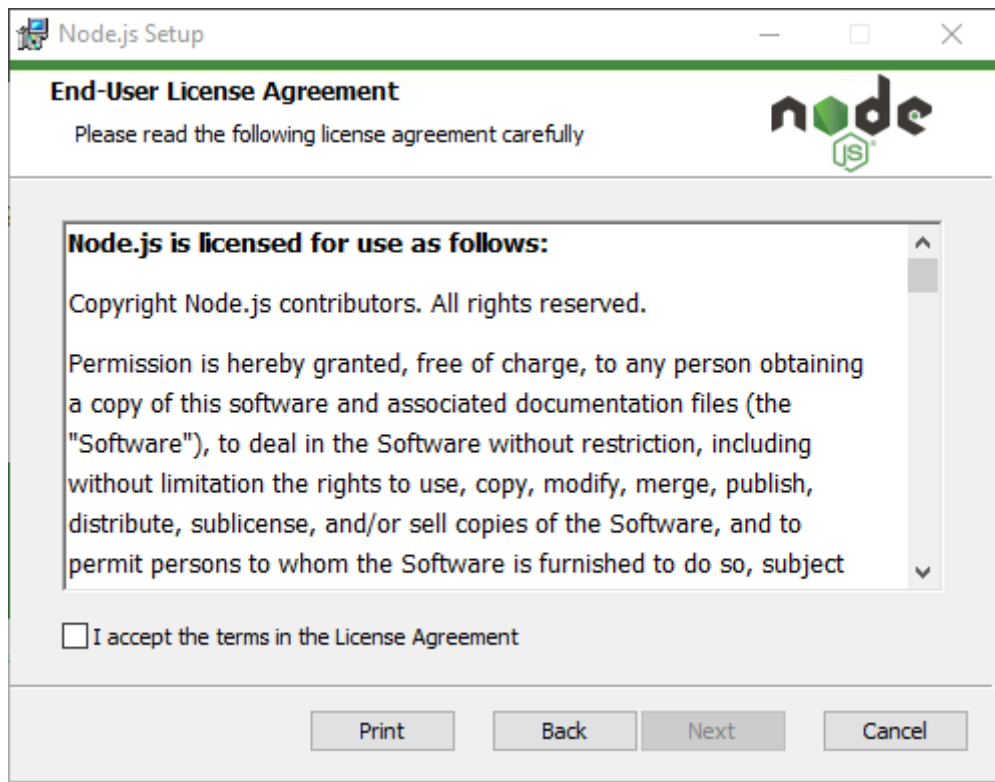 Node.js Setup
End-User License Agreement
Please read the following license agreement carefully
node
JS
Node.js is licensed for use as follows:
Copyright Node.js contributors. All rights reserved.
Permission is hereby granted, free of charge, to any person obtaining
a copy of this software and associated documentation files (the
"Software"), to deal in the Software without restriction, including
without limitation the rights to use, copy, modify, merge, publish,
distribute, sublicense, and/or sell copies of the Software, and to
permit persons to whom the Software is furnished to do so, subject
I accept the terms in the License Agreement
Print Back Next Cancel